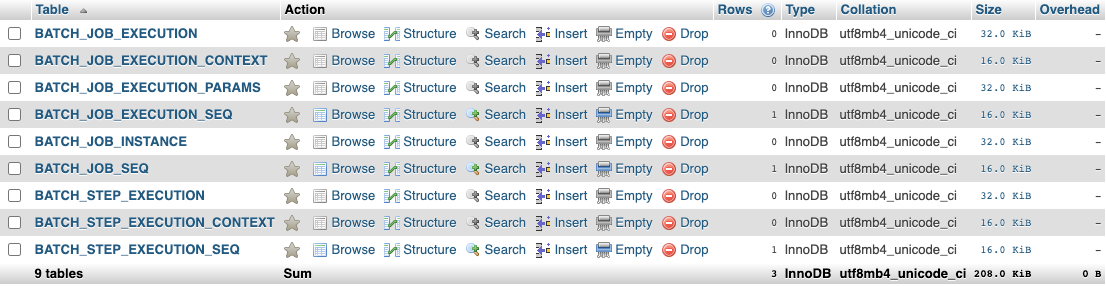 Table Action Rows Type Collation Size Overhead
BATCH_JOB_EXECUTION Browse Structure Search Insert Empty Drop 0 InnoDB utf8mb4_unicode_ci 32.0 KiB –
BATCH_JOB_EXECUTION_CONTEXT Browse Structure Search Insert Empty Drop 0 InnoDB utf8mb4_unicode_ci 16.0 KiB –
BATCH_JOB_EXECUTION_PARAMS Browse Structure Search Insert Empty Drop 0 InnoDB utf8mb4_unicode_ci 32.0 KiB –
BATCH_JOB_EXECUTION_SEQ Browse Structure Search Insert Empty Drop 1 InnoDB utf8mb4_unicode_ci 16.0 KiB –
BATCH_JOB_INSTANCE Browse Structure Search Insert Empty Drop 0 InnoDB utf8mb4_unicode_ci 32.0 KiB –
BATCH_JOB_SEQ Browse Structure Search Insert Empty Drop 1 InnoDB utf8mb4_unicode_ci 16.0 KiB –
BATCH_STEP_EXECUTION Browse Structure Search Insert Empty Drop 0 InnoDB utf8mb4_unicode_ci 32.0 KiB –
BATCH_STEP_EXECUTION_CONTEXT Browse Structure Search Insert Empty Drop 0 InnoDB utf8mb4_unicode_ci 16.0 KiB –
BATCH_STEP_EXECUTION_SEQ Browse Structure Search Insert Empty Drop 1 InnoDB utf8mb4_unicode_ci 16.0 KiB –
9 tables Sum 3 InnoDB utf8mb4_unicode_ci 208.0 KiB 0 B